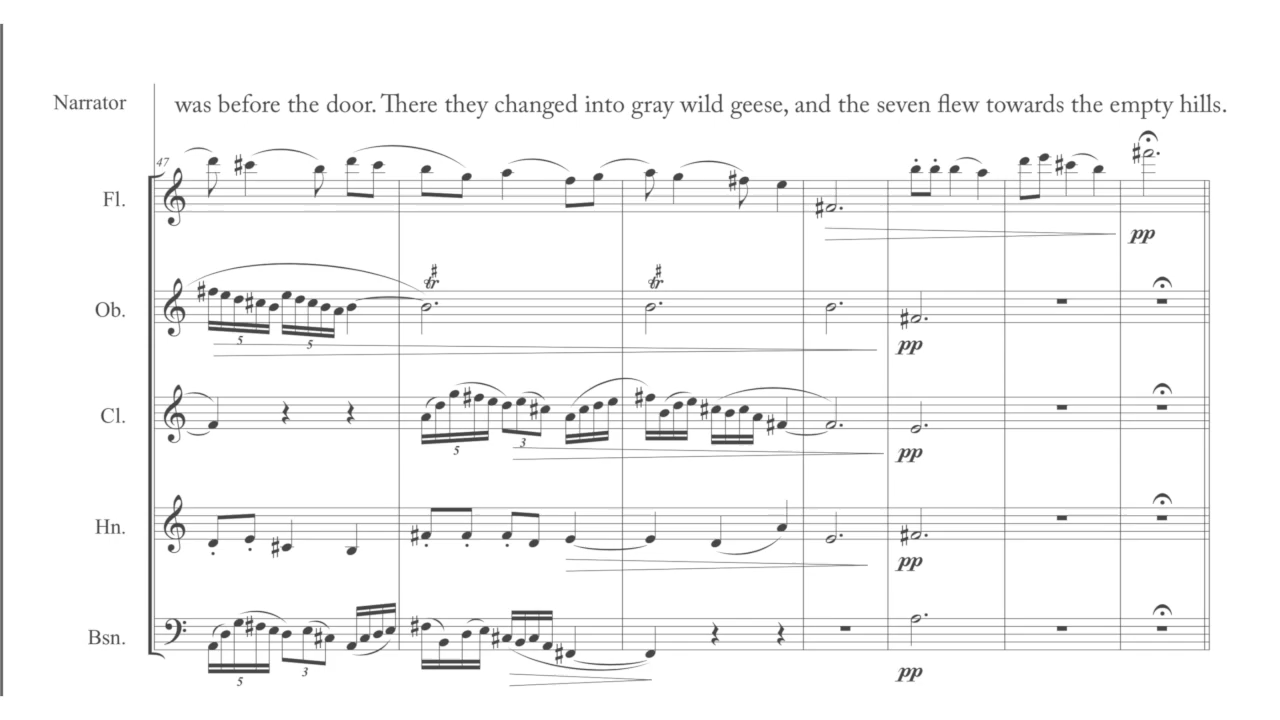 Narrator was before the door. There they changed into gray wild geese, and the seven flew towards the empty hills.
47
Fl.
pp
tr tr
Ob.
5 5
pp
Cl.
5 3
pp
Hn.
pp
Bsn.
5 3
pp